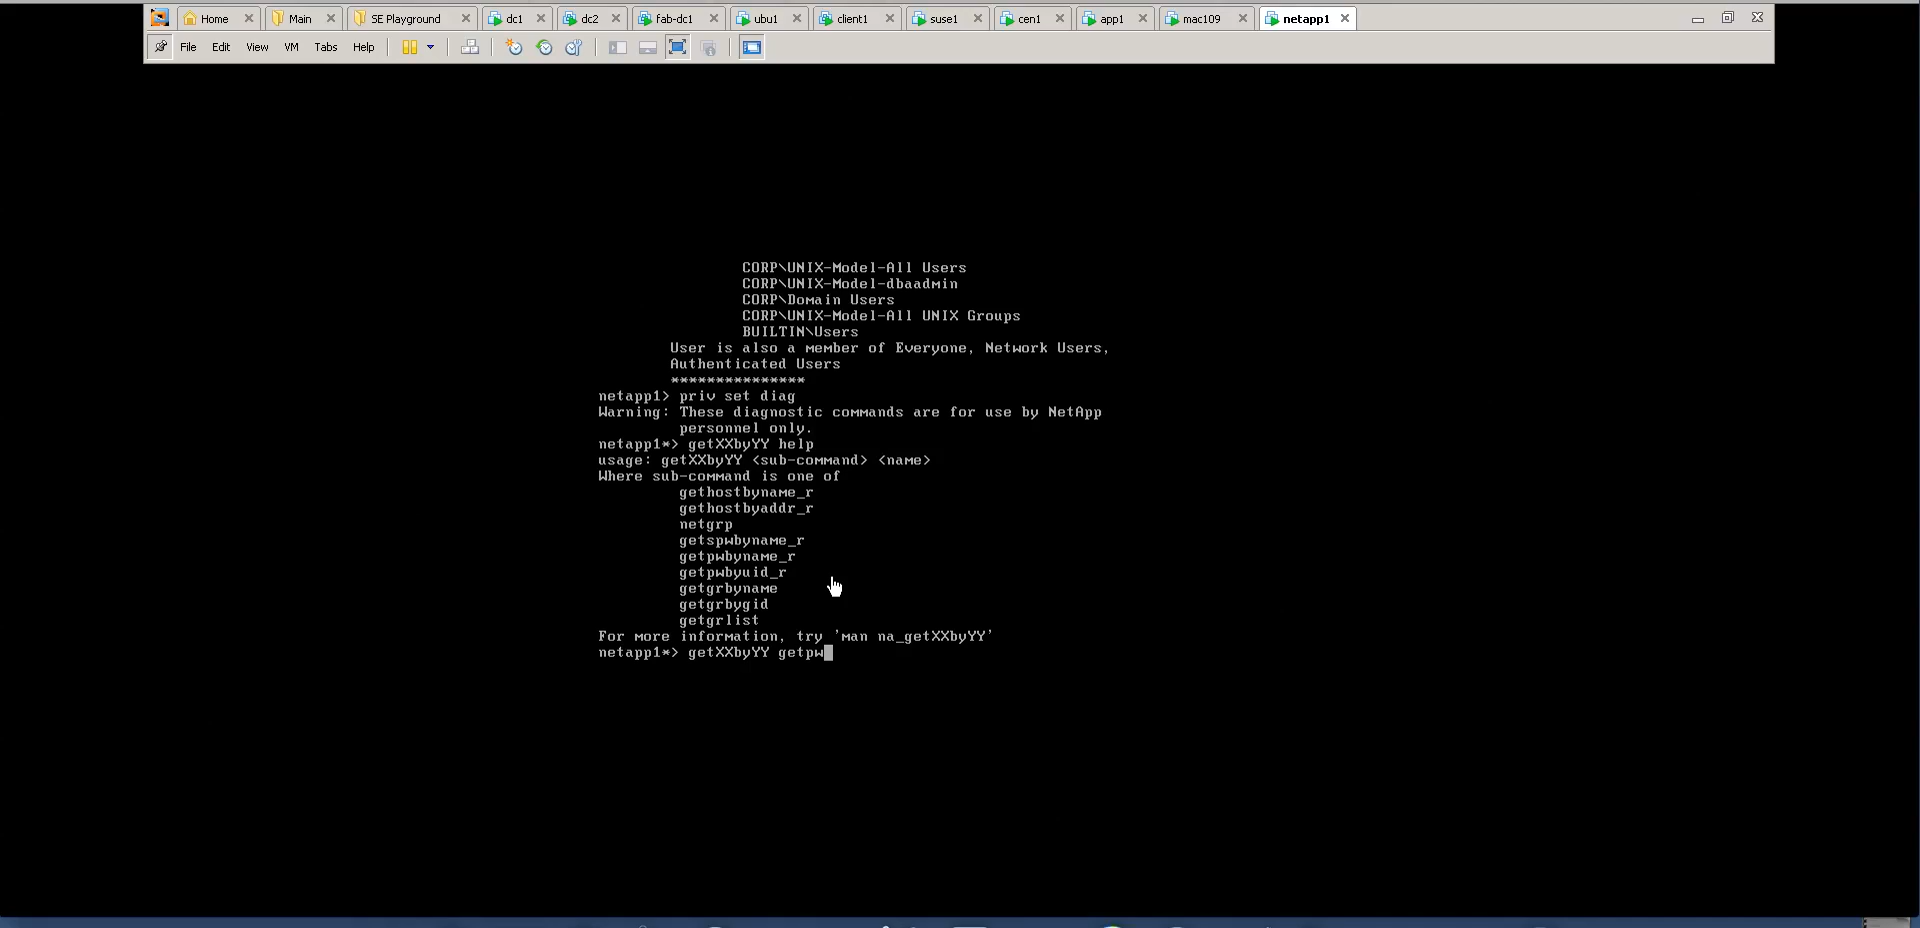 Home Main SE Playground dc1 dc2 fab-dc1 ubu1 client1 suse1 cen1 app1 mac109 netapp1
File Edit View VM Tabs Help
CORP\UNIX-Model-All Users
CORP\UNIX-Model-dbaadmin
CORP\Domain Users
CORP\UNIX-Model-All UNIX Groups
BUILTIN\Users
User is also a member of Everyone, Network Users,
Authenticated Users
***************
netapp1> priv set diag
Warning: These diagnostic commands are for use by NetApp
personnel only.
netapp1*> getXXbyYY help
usage: getXXbyYY <sub-command> <name>
Where sub-command is one of
gethostbyname_r
gethostbyaddr_r
netgrp
getspwbyname_r
getpwbyname_r
getpwbyuid_r
getgrbyname
getgrbygid
getgrlist
For more information, try 'man na_getXXbyYY'
netapp1*> getXXbyYY getpw